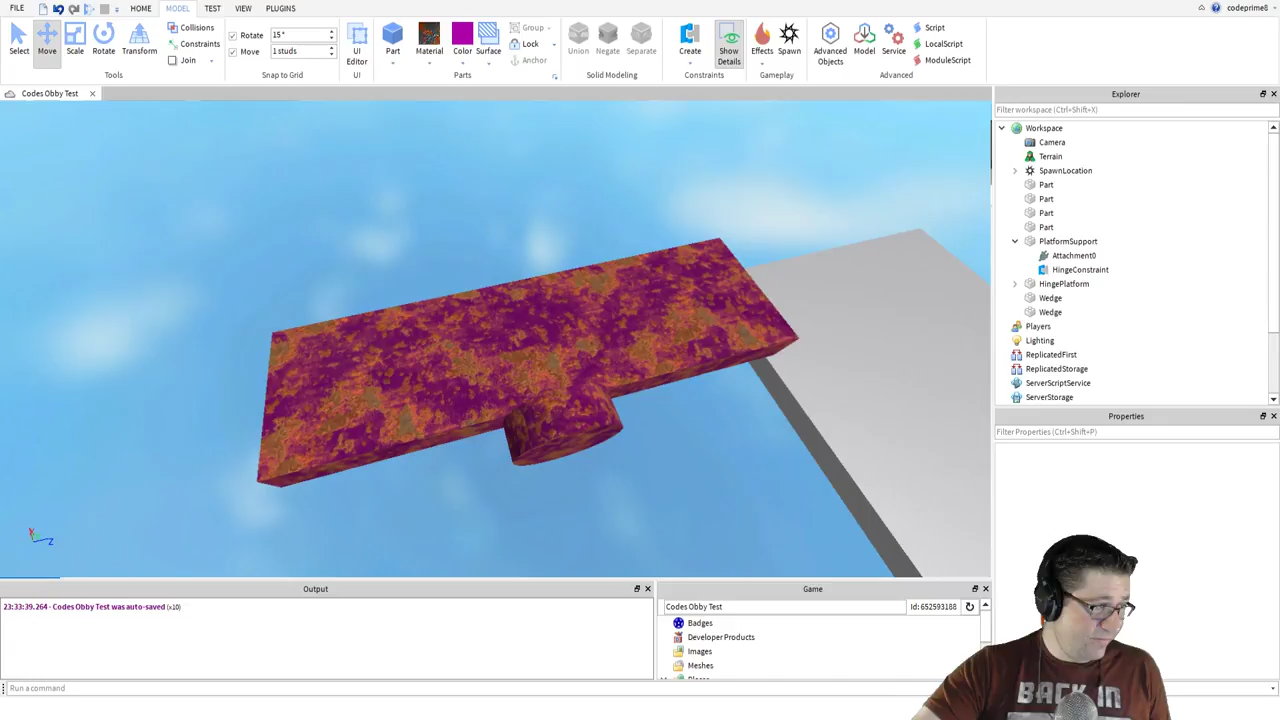 FILE HOME MODEL TEST VIEW PLUGINS codeprime8
Select Move Scale Rotate Transform Collisions Constraints Join Tools
Rotate 15° Move 1 studs Snap to Grid
UI Editor UI
Part Material Color Surface Group Lock Anchor Parts
Union Negate Separate Solid Modeling
Create Show Details Constraints
Effects Spawn Gameplay
Advanced Objects Model Service Script LocalScript ModuleScript Advanced
Codes Obby Test
Explorer
Filter workspace (Ctrl+Shift+X)
Workspace
Camera
Terrain
SpawnLocation
Part
Part
Part
Part
PlatformSupport
Attachment0
HingeConstraint
HingePlatform
Wedge
Wedge
Players
Lighting
ReplicatedFirst
ReplicatedStorage
ServerScriptService
ServerStorage
Properties
Filter Properties (Ctrl+Shift+P)
Z
Output
23:33:39.264 - Codes Obby Test was auto-saved (x10)
Game
Codes Obby Test Id: 652593188
Badges
Developer Products
Images
Meshes
Run a command
BACK IN